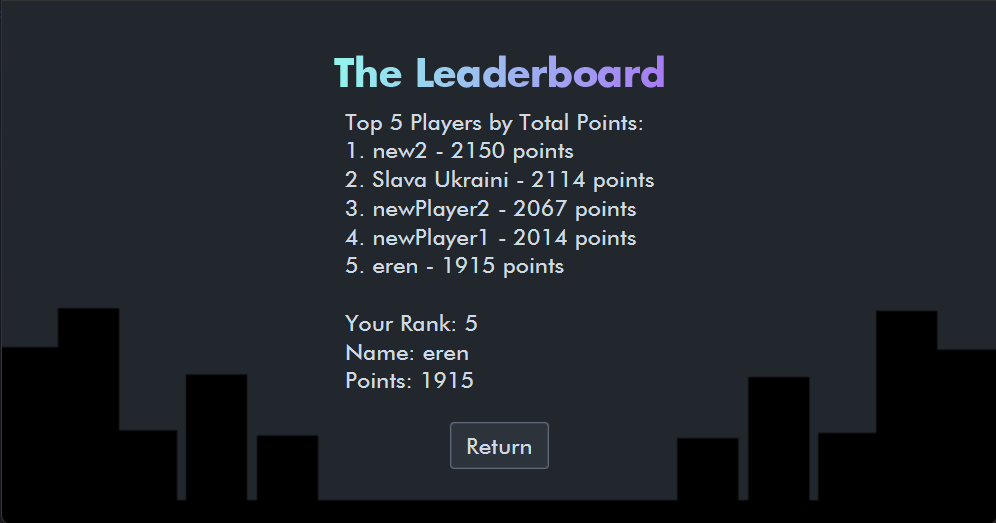 The Leaderboard
Top 5 Players by Total Points:
1. new2 - 2150 points
2. Slava Ukraini - 2114 points
3. newPlayer2 - 2067 points
4. newPlayer1 - 2014 points
5. eren - 1915 points
Your Rank: 5
Name: eren
Points: 1915
Return